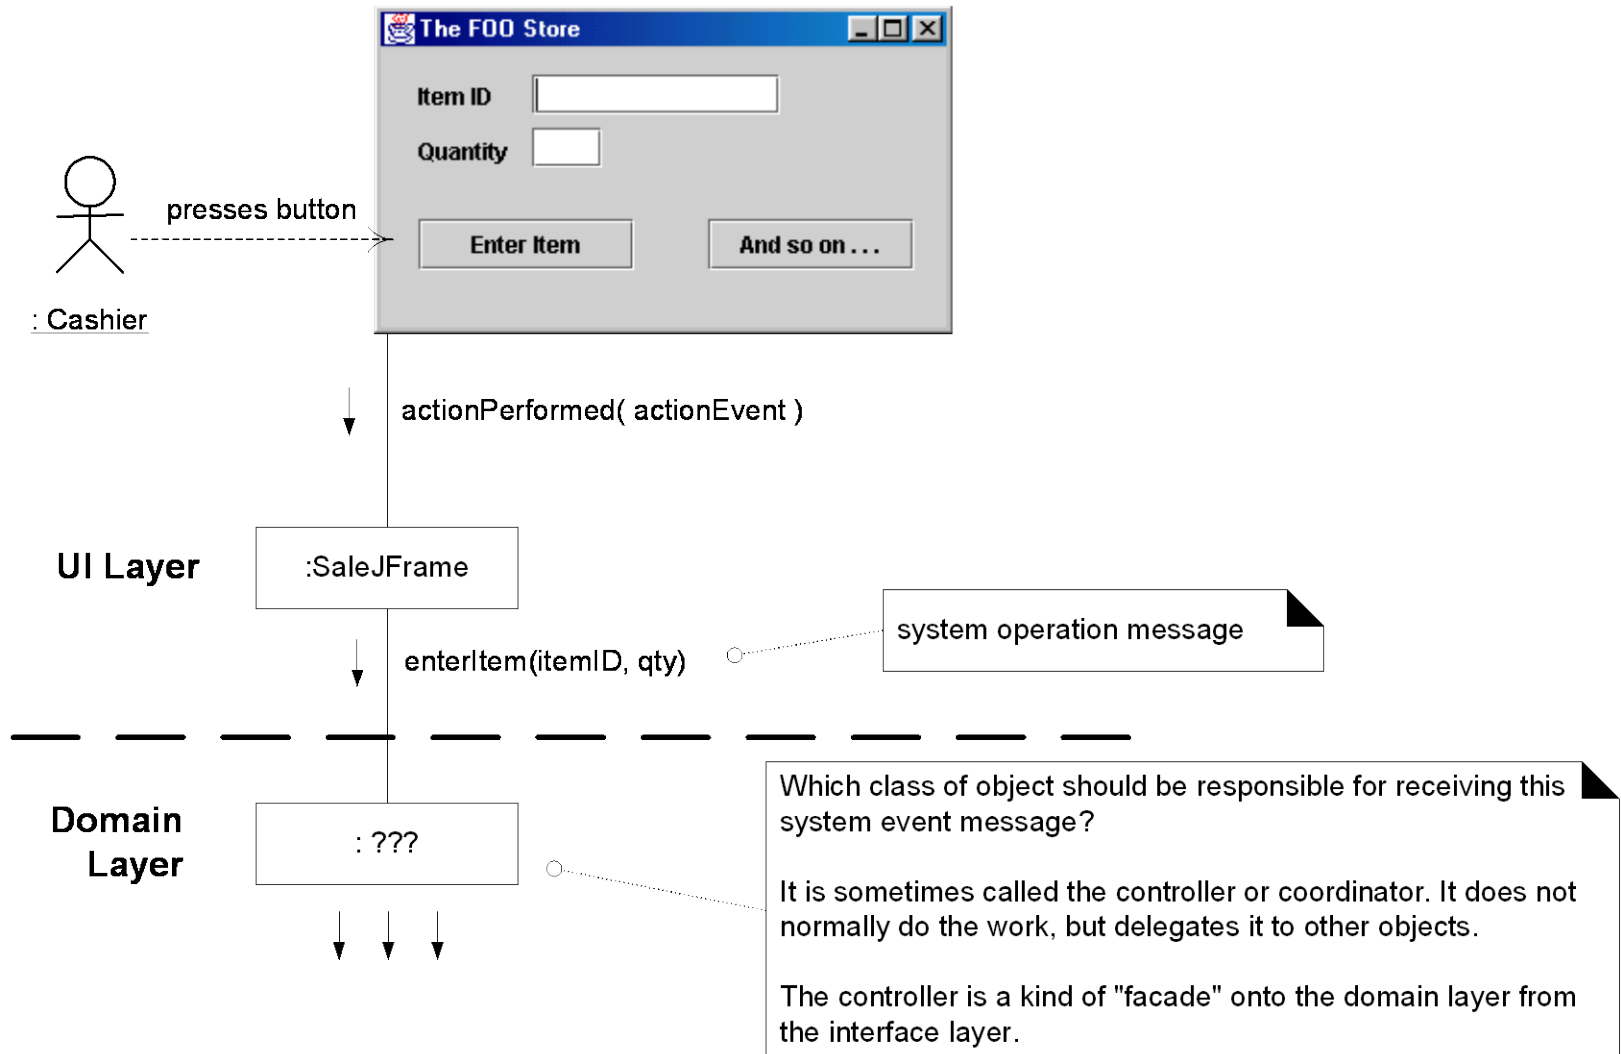 The FOO Store
Item ID
Quantity
presses button
Enter Item
And so on . . .
: Cashier
actionPerformed( actionEvent )
UI Layer
:SaleJFrame
system operation message
enterItem(itemID, qty)
Domain
Layer
: ???
Which class of object should be responsible for receiving this
system event message?
It is sometimes called the controller or coordinator. It does not
normally do the work, but delegates it to other objects.
The controller is a kind of "facade" onto the domain layer from
the interface layer.